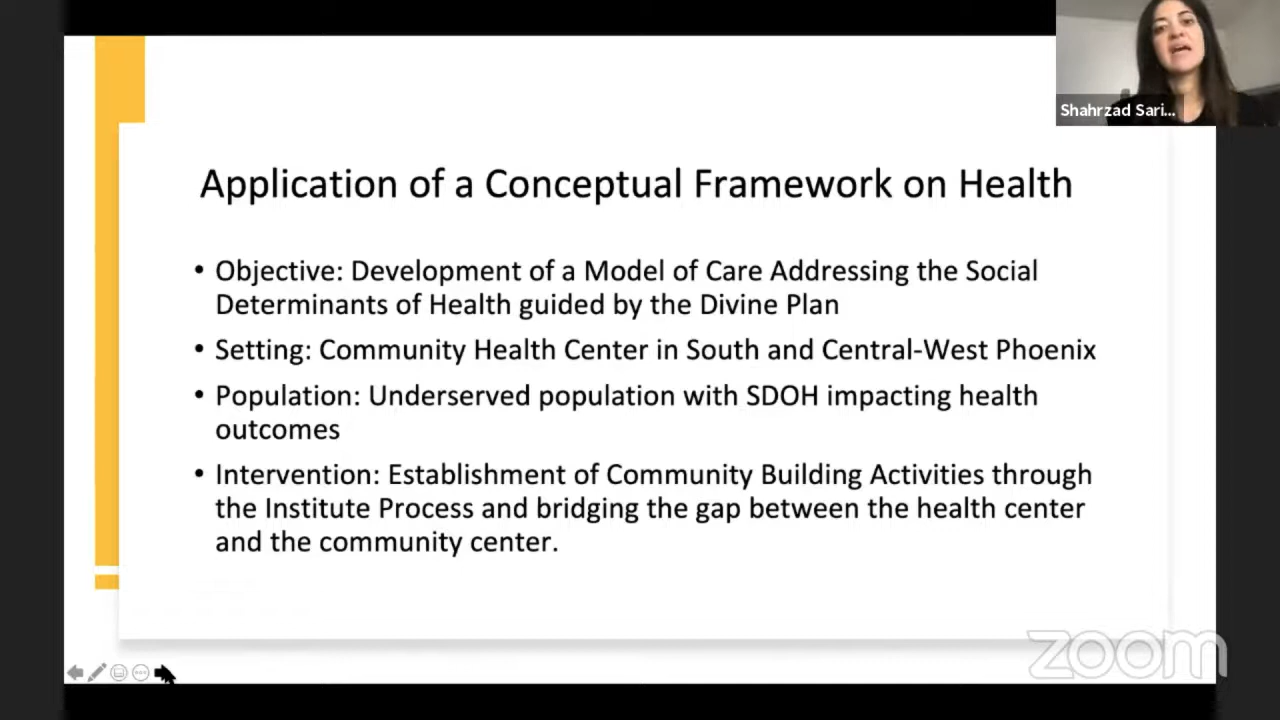 Shahrzad Sari...
Application of a Conceptual Framework on Health
• Objective: Development of a Model of Care Addressing the Social
Determinants of Health guided by the Divine Plan
• Setting: Community Health Center in South and Central-West Phoenix
• Population: Underserved population with SDOH impacting health
outcomes
• Intervention: Establishment of Community Building Activities through
the Institute Process and bridging the gap between the health center
and the community center.
zoom